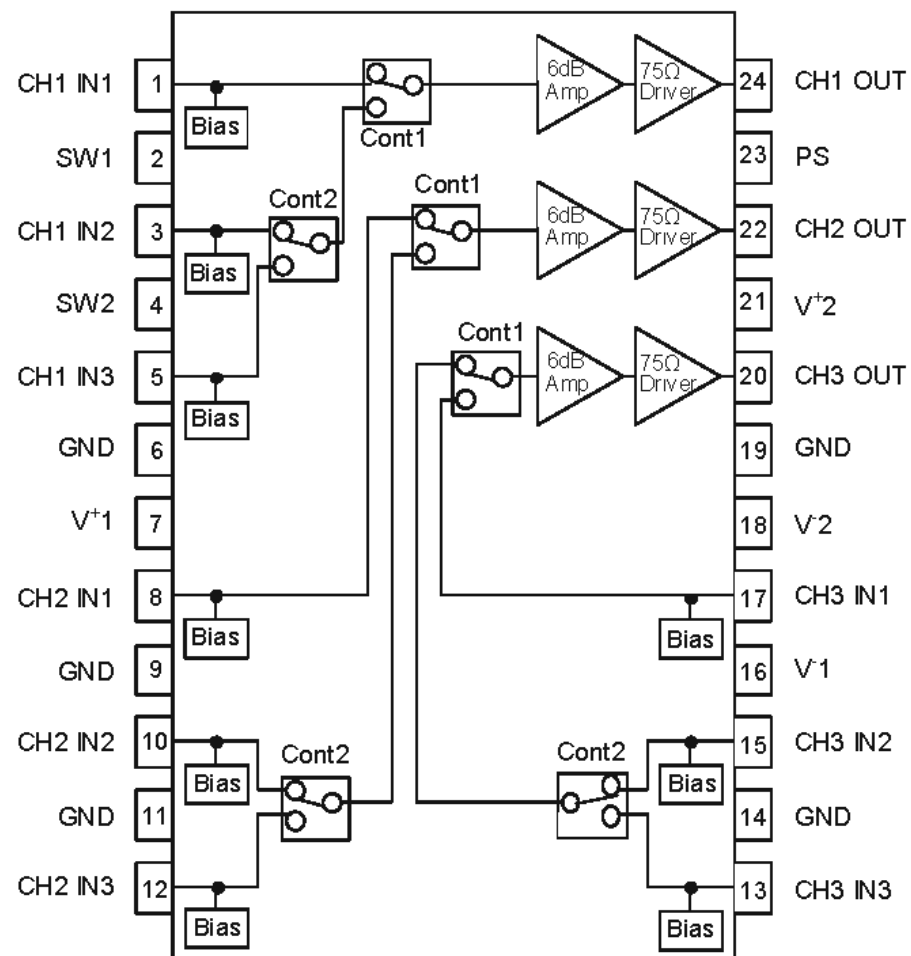 CH1 IN1
1
Bias
Cont1
6dB
Amp
75Ω
Driver
24
CH1 OUT
SW1
2
23
PS
CH1 IN2
3
Bias
Cont2
Cont1
6dB
Amp
75Ω
Driver
22
CH2 OUT
SW2
4
21
V+2
CH1 IN3
5
Bias
Cont1
6dB
Amp
75Ω
Driver
20
CH3 OUT
GND
6
19
GND
V+1
7
18
V-2
CH2 IN1
8
Bias
Bias
17
CH3 IN1
GND
9
16
V-1
CH2 IN2
10
Bias
Cont2
Cont2
Bias
15
CH3 IN2
GND
11
14
GND
CH2 IN3
12
Bias
Bias
13
CH3 IN3